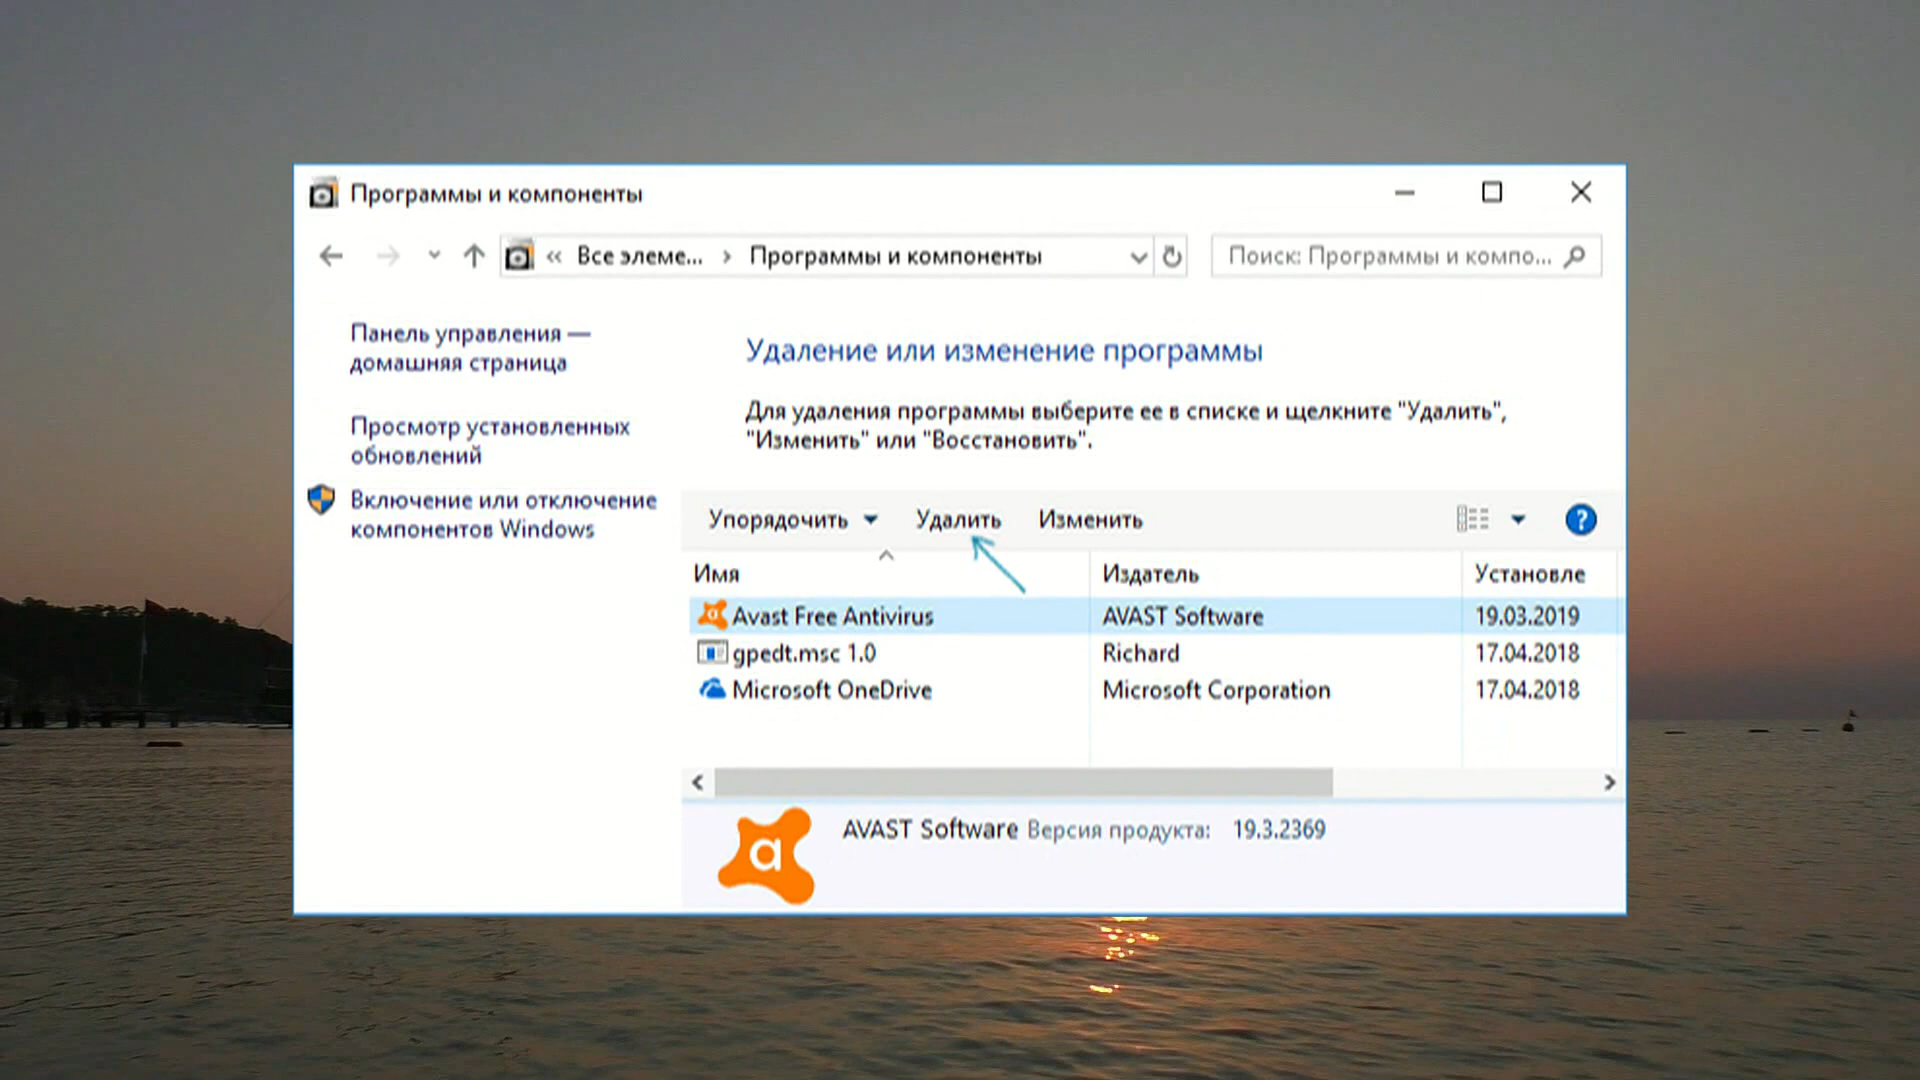 Программы и компоненты
« Все элеме... › Программы и компоненты
Поиск: Программы и компо...
Панель управления —
домашняя страница
Просмотр установленных
обновлений
Включение или отключение
компонентов Windows
Удаление или изменение программы
Для удаления программы выберите ее в списке и щелкните "Удалить",
"Изменить" или "Восстановить".
Упорядочить Удалить Изменить ?
Имя Издатель Установле
Avast Free Antivirus AVAST Software 19.03.2019
gpedt.msc 1.0 Richard 17.04.2018
Microsoft OneDrive Microsoft Corporation 17.04.2018
a
AVAST Software Версия продукта: 19.3.2369